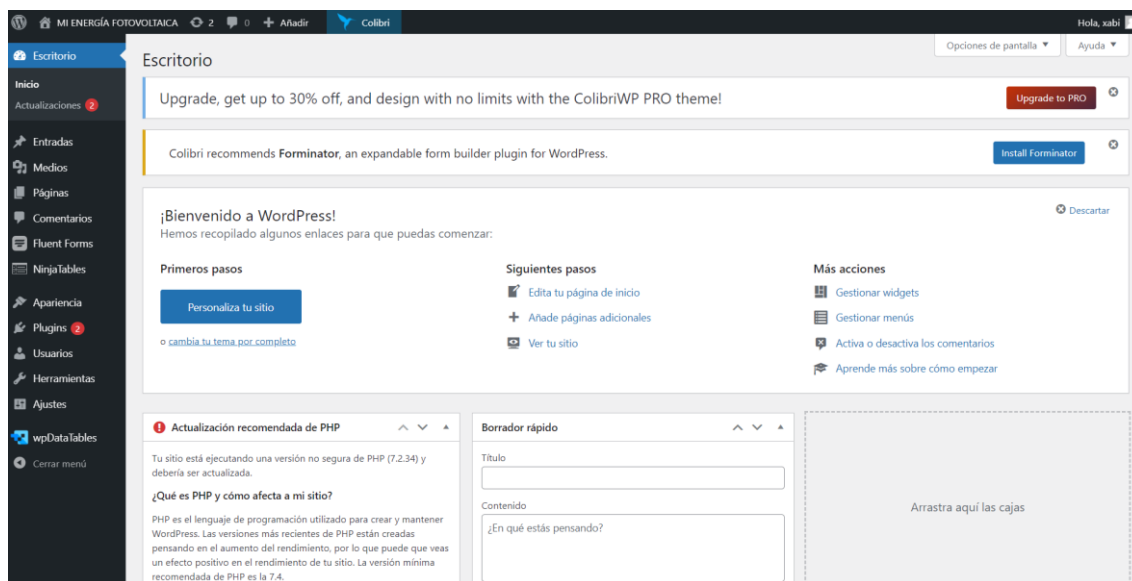 MI ENERGÍA FOTOVOLTAICA 2 0 + Añadir Colibri Hola, xabi
Opciones de pantalla ▼ Ayuda ▼
Escritorio
Inicio
Actualizaciones 2
Entradas
Medios
Páginas
Comentarios
Fluent Forms
NinjaTables
Apariencia
Plugins 2
Usuarios
Herramientas
Ajustes
wpDataTables
Cerrar menú
Escritorio
Upgrade, get up to 30% off, and design with no limits with the ColibriWP PRO theme! Upgrade to PRO
Colibri recommends Forminator, an expandable form builder plugin for WordPress. Install Forminator
¡Bienvenido a WordPress! Descartar
Hemos recopilado algunos enlaces para que puedas comenzar:
Primeros pasos
Personaliza tu sitio
o cambia tu tema por completo
Siguientes pasos
Edita tu página de inicio
Añade páginas adicionales
Ver tu sitio
Más acciones
Gestionar widgets
Gestionar menús
Activa o desactiva los comentarios
Aprende más sobre cómo empezar
Actualización recomendada de PHP
Tu sitio está ejecutando una versión no segura de PHP (7.2.34) y
debería ser actualizada.
¿Qué es PHP y cómo afecta a mi sitio?
PHP es el lenguaje de programación utilizado para crear y mantener
WordPress. Las versiones más recientes de PHP están creadas
pensando en el aumento del rendimiento, por lo que puede que veas
un efecto positivo en el rendimiento de tu sitio. La versión mínima
recomendada de PHP es la 7.4.
Borrador rápido
Título
Contenido
¿En qué estás pensando?
Arrastra aquí las cajas